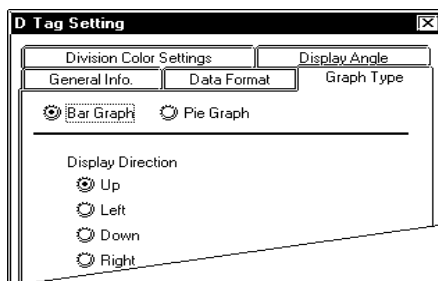 D Tag Setting
Division Color Settings Display Angle
General Info. Data Format Graph Type
Bar Graph Pie Graph
Display Direction
Up
Left
Down
Right